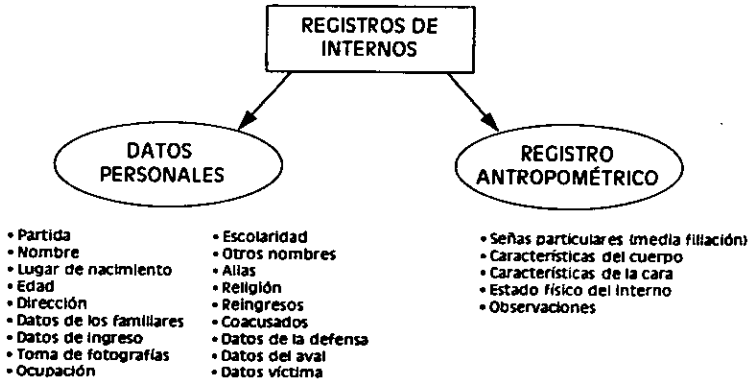 REGISTROS DE
INTERNOS
DATOS
PERSONALES
REGISTRO
ANTROPOMÉTRICO
• Partida
• Nombre
• Lugar de nacimiento
• Edad
• Dirección
• Datos de los familiares
• Datos de ingreso
• Toma de fotografías
• Ocupación
• Escolaridad
• Otros nombres
• Alias
• Religión
• Reingresos
• Coacusados
• Datos de la defensa
• Datos del aval
• Datos víctima
• Señas particulares (media filiación)
• Características del cuerpo
• Características de la cara
• Estado físico del interno
• Observaciones